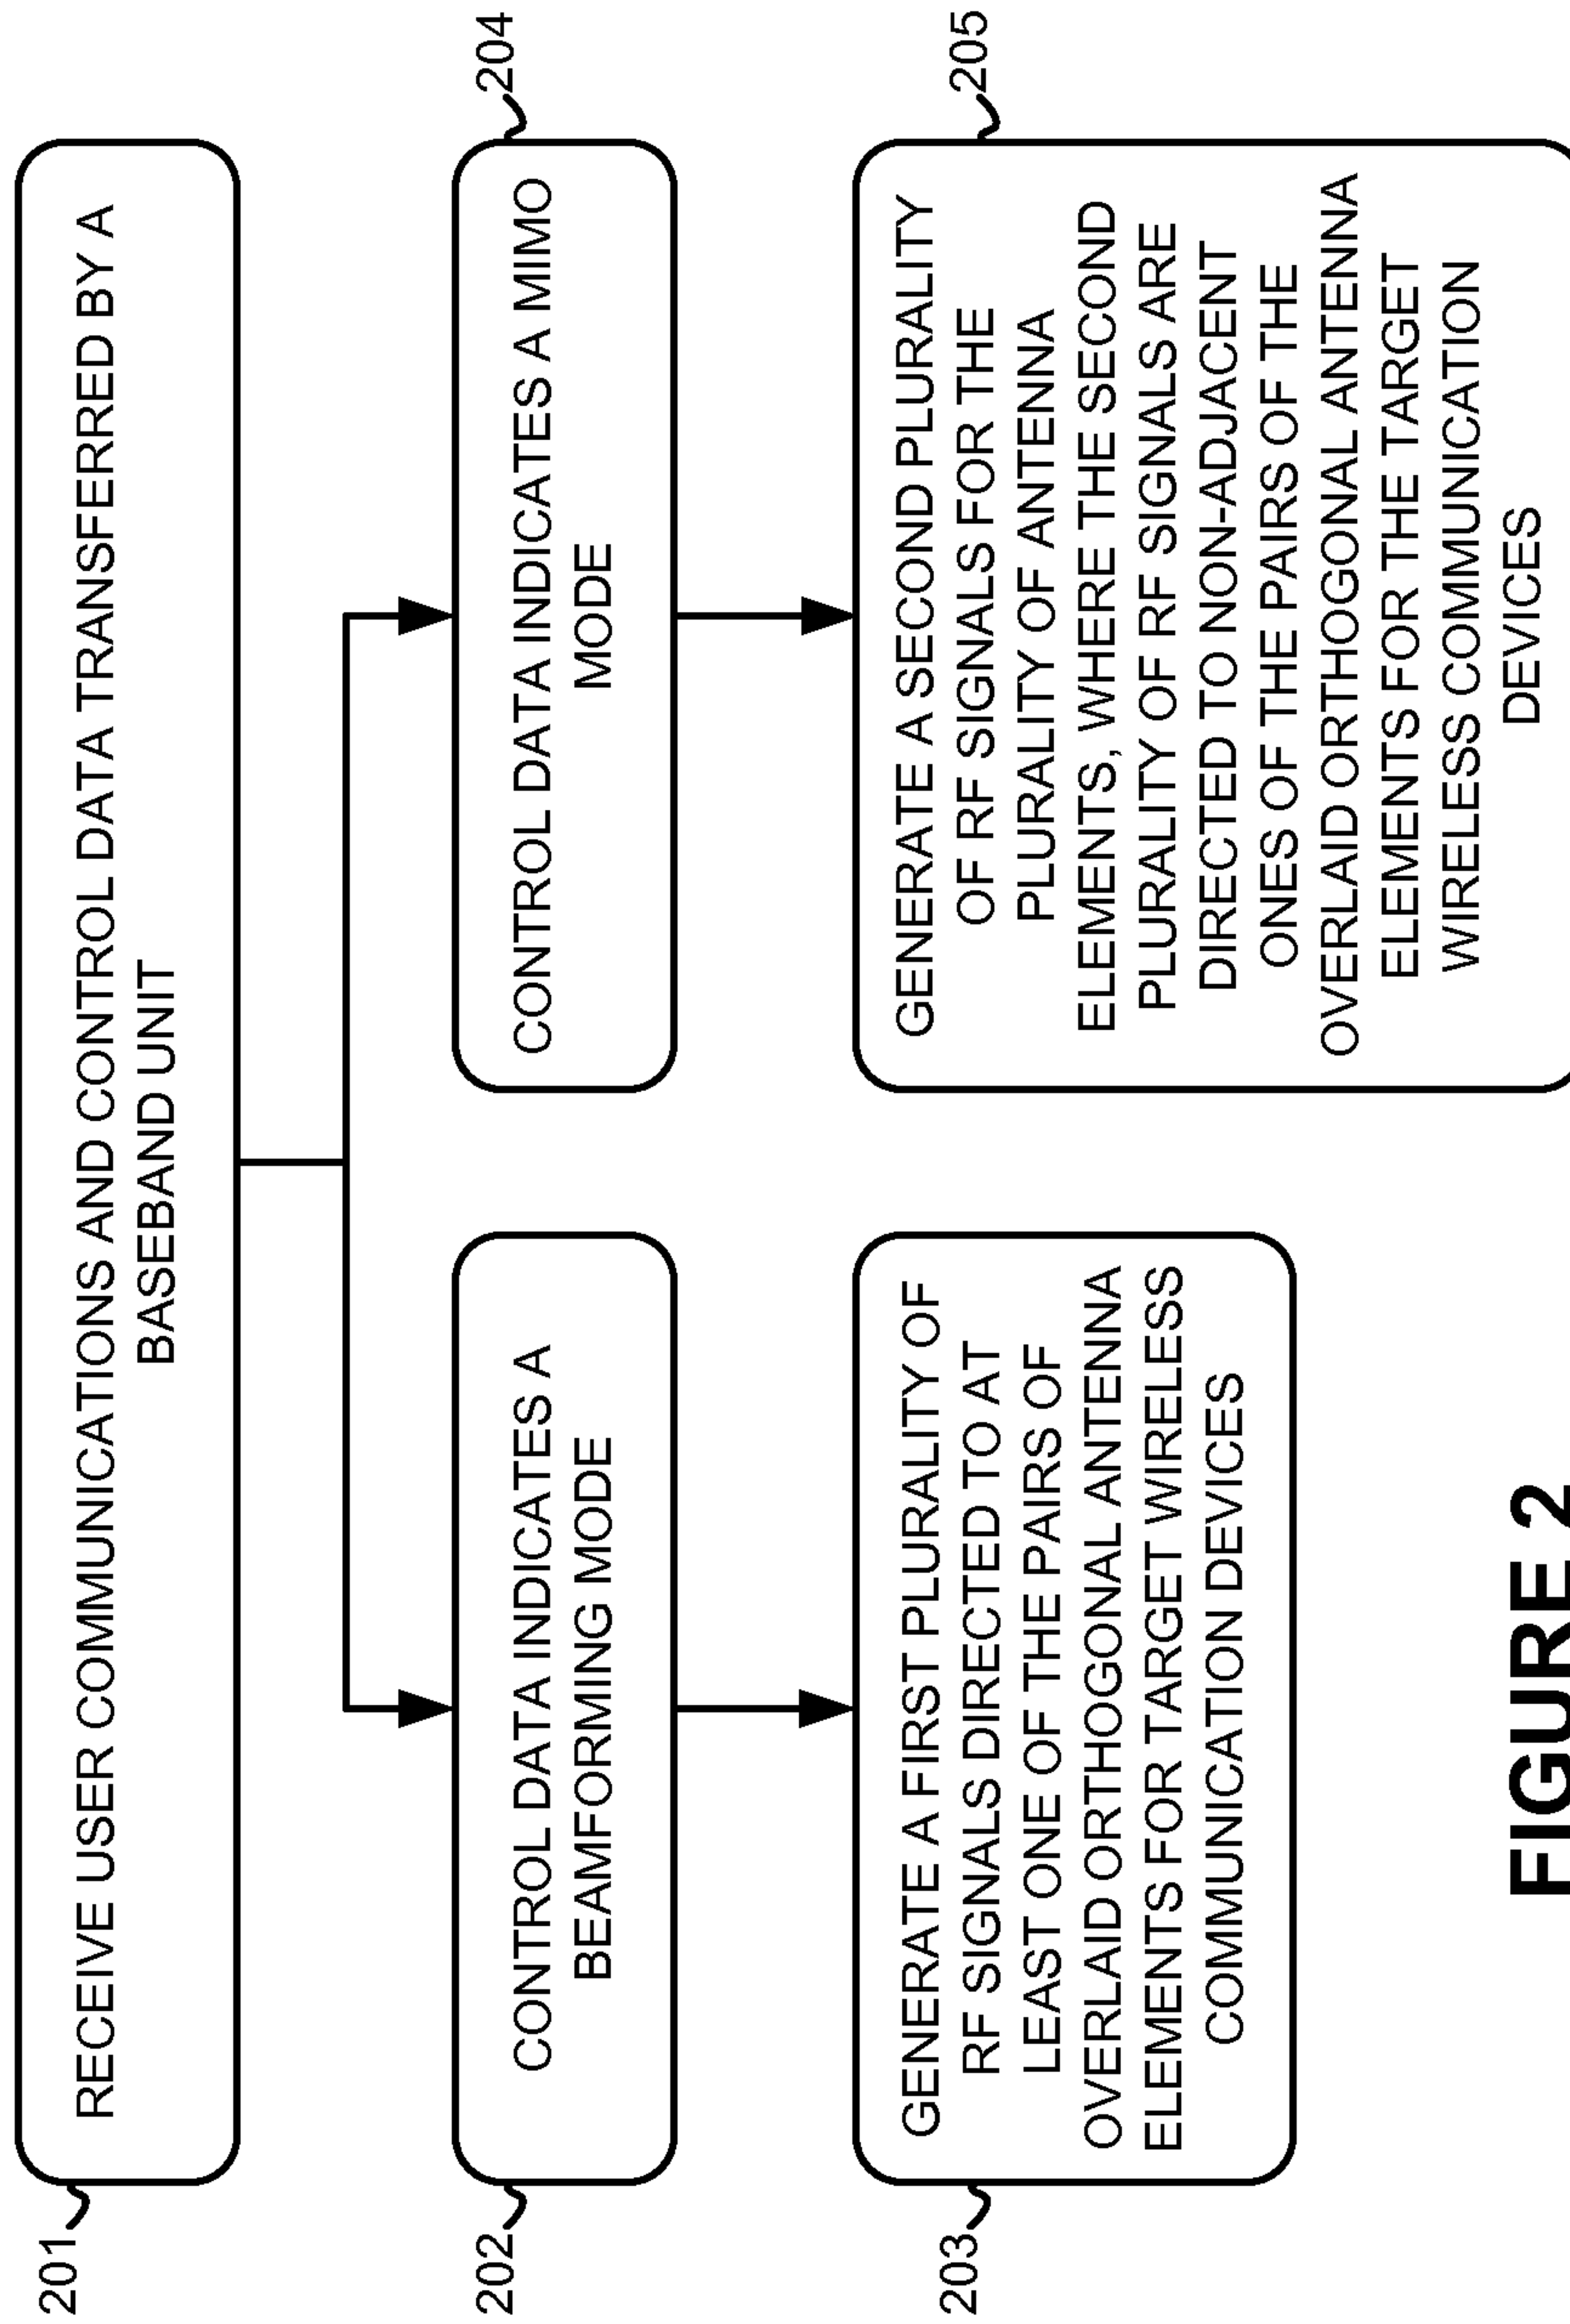 201
RECEIVE USER COMMUNICATIONS AND CONTROL DATA TRANSFERRED BY A
BASEBAND UNIT
202
CONTROL DATA INDICATES A
BEAMFORMING MODE
203
GENERATE A FIRST PLURALITY OF
RF SIGNALS DIRECTED TO AT
LEAST ONE OF THE PAIRS OF
OVERLAID ORTHOGONAL ANTENNA
ELEMENTS FOR TARGET WIRELESS
COMMUNICATION DEVICES
204
CONTROL DATA INDICATES A MIMO
MODE
205
GENERATE A SECOND PLURALITY
OF RF SIGNALS FOR THE
PLURALITY OF ANTENNA
ELEMENTS, WHERE THE SECOND
PLURALITY OF RF SIGNALS ARE
DIRECTED TO NON-ADJACENT
ONES OF THE PAIRS OF THE
OVERLAID ORTHOGONAL ANTENNA
ELEMENTS FOR THE TARGET
WIRELESS COMMUNICATION
DEVICES
FIGURE 2